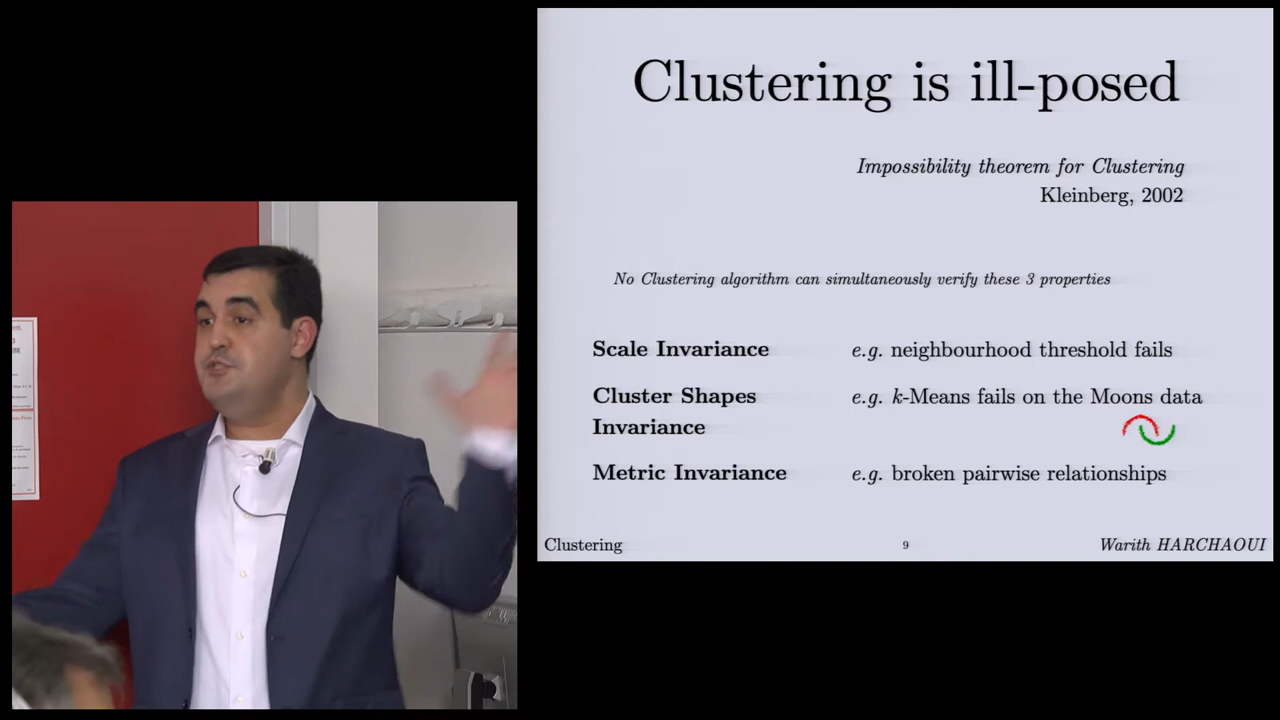 Clustering is ill-posed
Impossibility theorem for Clustering
Kleinberg, 2002
No Clustering algorithm can simultaneously verify these 3 properties
Scale Invariance e.g. neighbourhood threshold fails
Cluster Shapes e.g. k-Means fails on the Moons data
Invariance
Metric Invariance e.g. broken pairwise relationships
Clustering 9 Warith HARCHAOUI